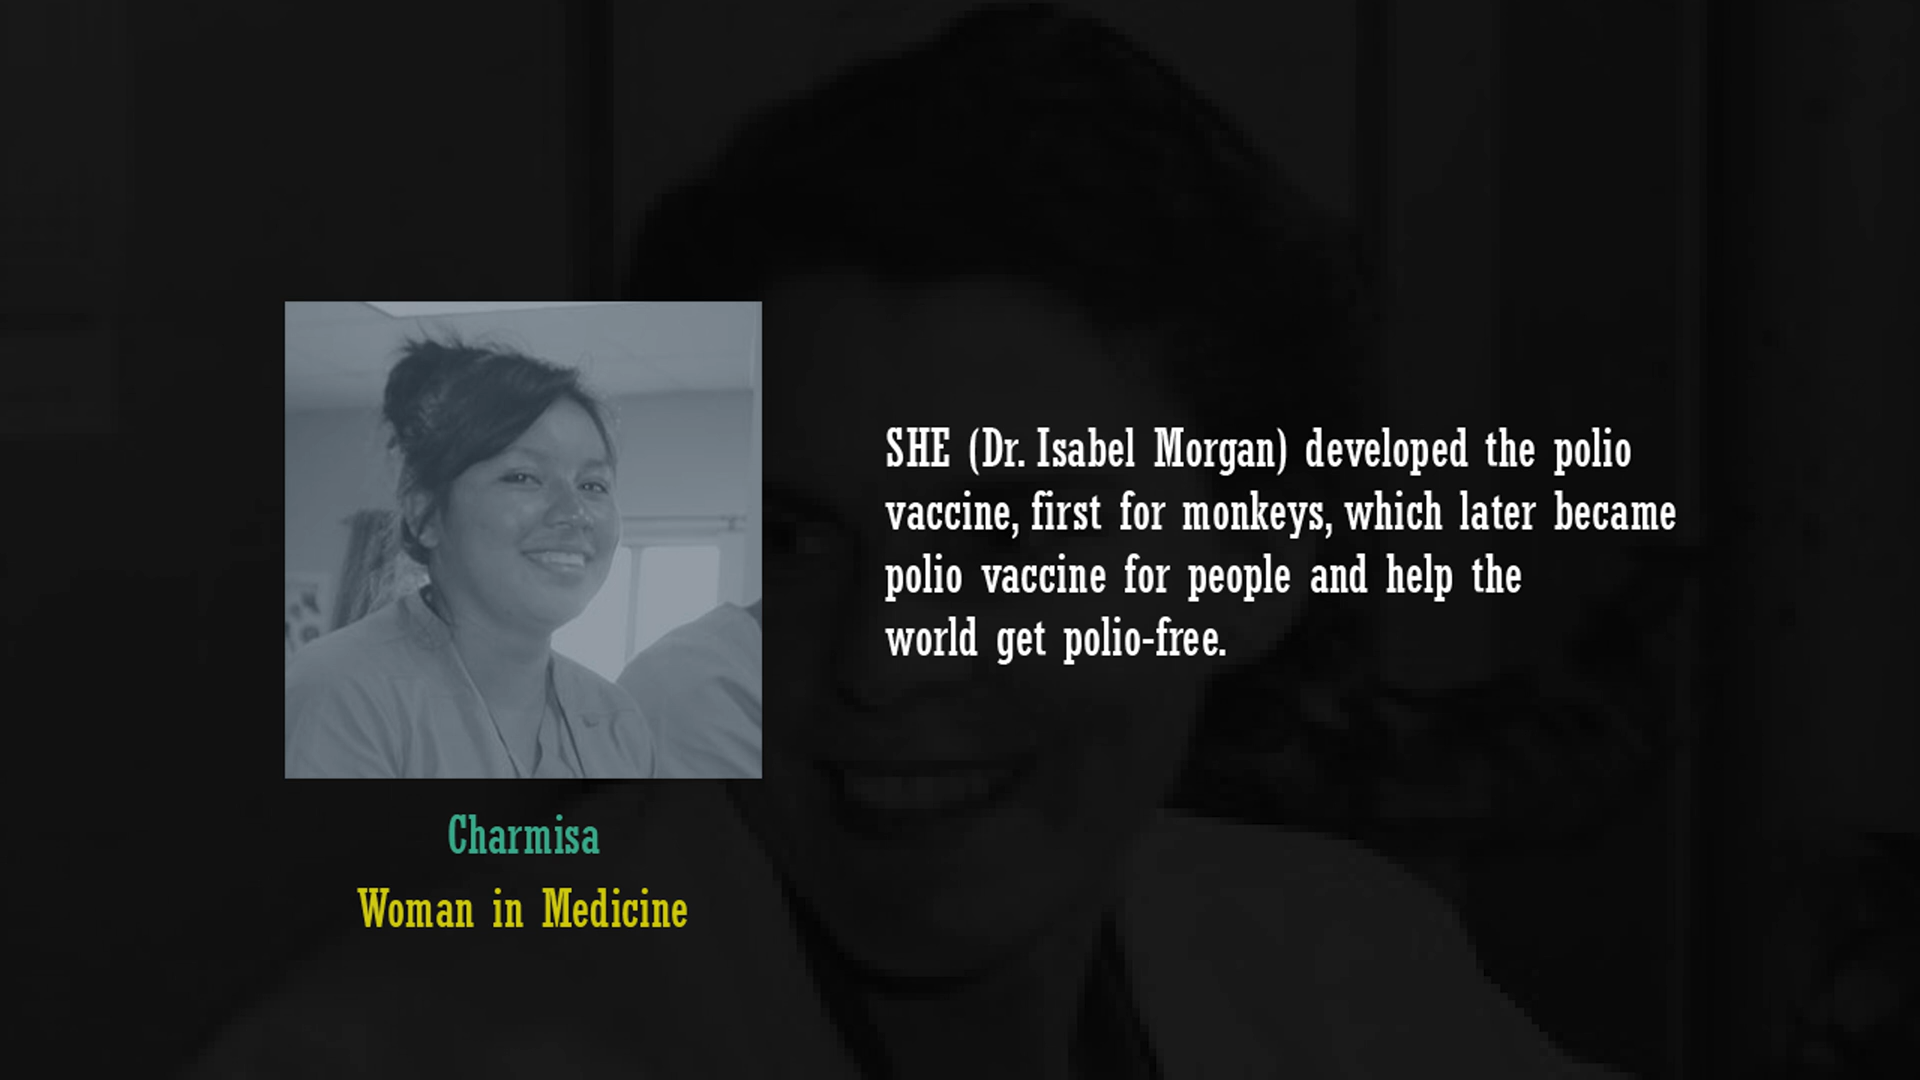 SHE (Dr. Isabel Morgan) developed the polio
vaccine, first for monkeys, which later became
polio vaccine for people and help the
world get polio-free.
Charmisa
Woman in Medicine